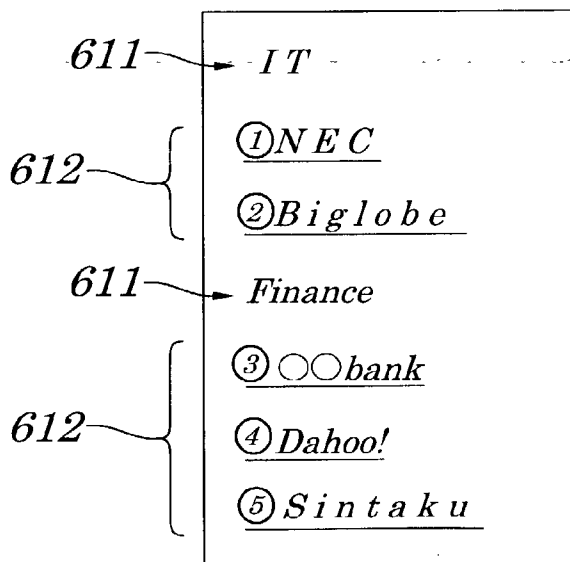 611 IT
①NEC
612
②Biglobe
611 Finance
③○○bank
612 ④Dahoo!
⑤Sintaku